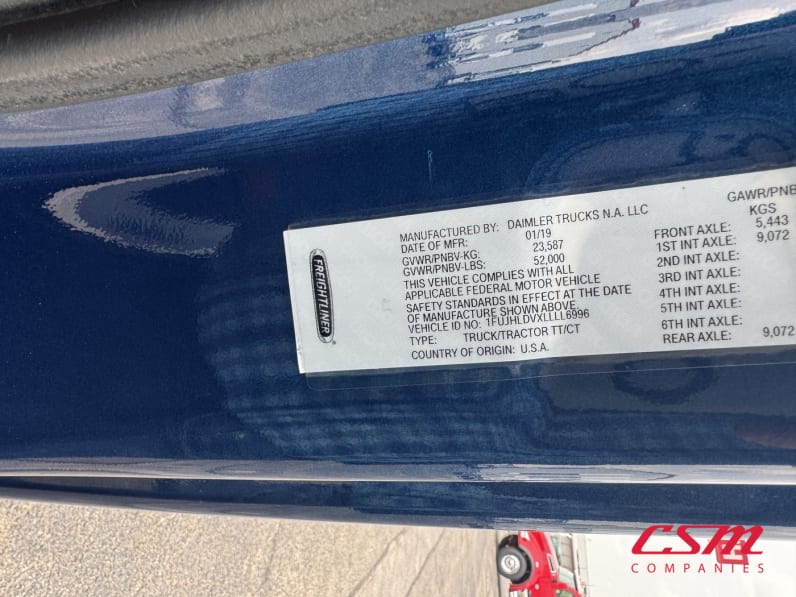 FREIGHTLINER
MANUFACTURED BY: DAIMLER TRUCKS N.A. LLC
DATE OF MFR: 01/19
GVWR/PNBV-KG: 23,587
GVWR/PNBV-LBS: 52,000
THIS VEHICLE COMPLIES WITH ALL
APPLICABLE FEDERAL MOTOR VEHICLE
SAFETY STANDARDS IN EFFECT AT THE DATE
OF MANUFACTURE SHOWN ABOVE.
VEHICLE ID NO: 1FUJHLDVXLLLL6996
TYPE: TRUCK/TRACTOR TT/CT
COUNTRY OF ORIGIN: U.S.A.
GAWR/PNB
KGS
FRONT AXLE: 5,443
1ST INT AXLE: 9,072
2ND INT AXLE:
3RD INT AXLE:
4TH INT AXLE:
5TH INT AXLE:
6TH INT AXLE:
REAR AXLE: 9,072
CSM
COMPANIES